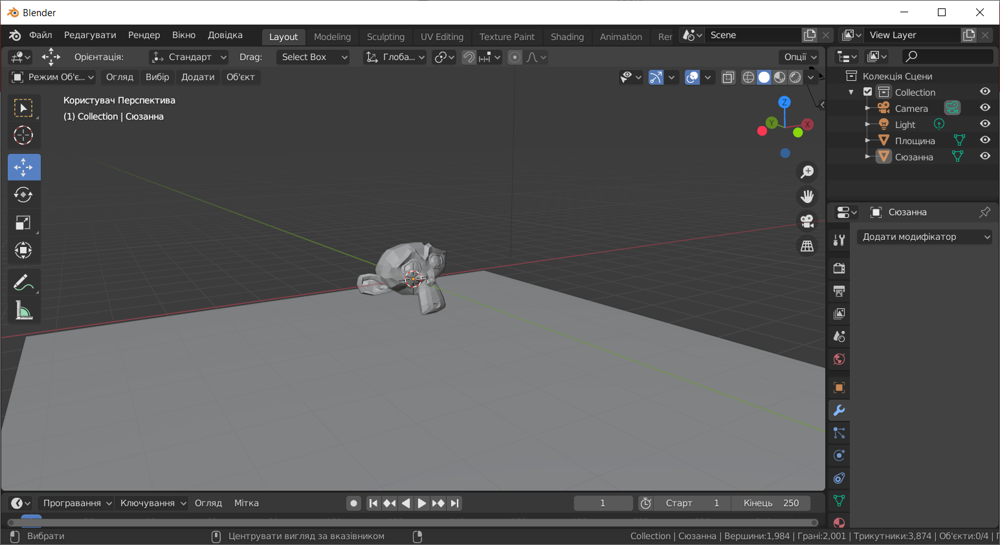 Blender
Файл Редагувати Рендер Вікно Довідка Layout Modeling Sculpting UV Editing Texture Paint Shading Animation Scene View Layer
Орієнтація: Стандарт Drag: Select Box Глоба... Опції
Режим Об'є... Огляд Вибір Додати Об'єкт
Користувач Перспектива
(1) Collection | Сюзанна
Z
Y
X
Колекція Сцени
Collection
Camera
Light
Площина
Сюзанна
Сюзанна
Додати модифікатор
Програвання Ключування Огляд Мітка 1 Старт 1 Кінець 250
Вибрати Центрувати вигляд за вказівником Collection | Сюзанна | Вершини:1,984 | Грані:2,001 | Трикутники:3,874 | Об'єкти:0/4 |